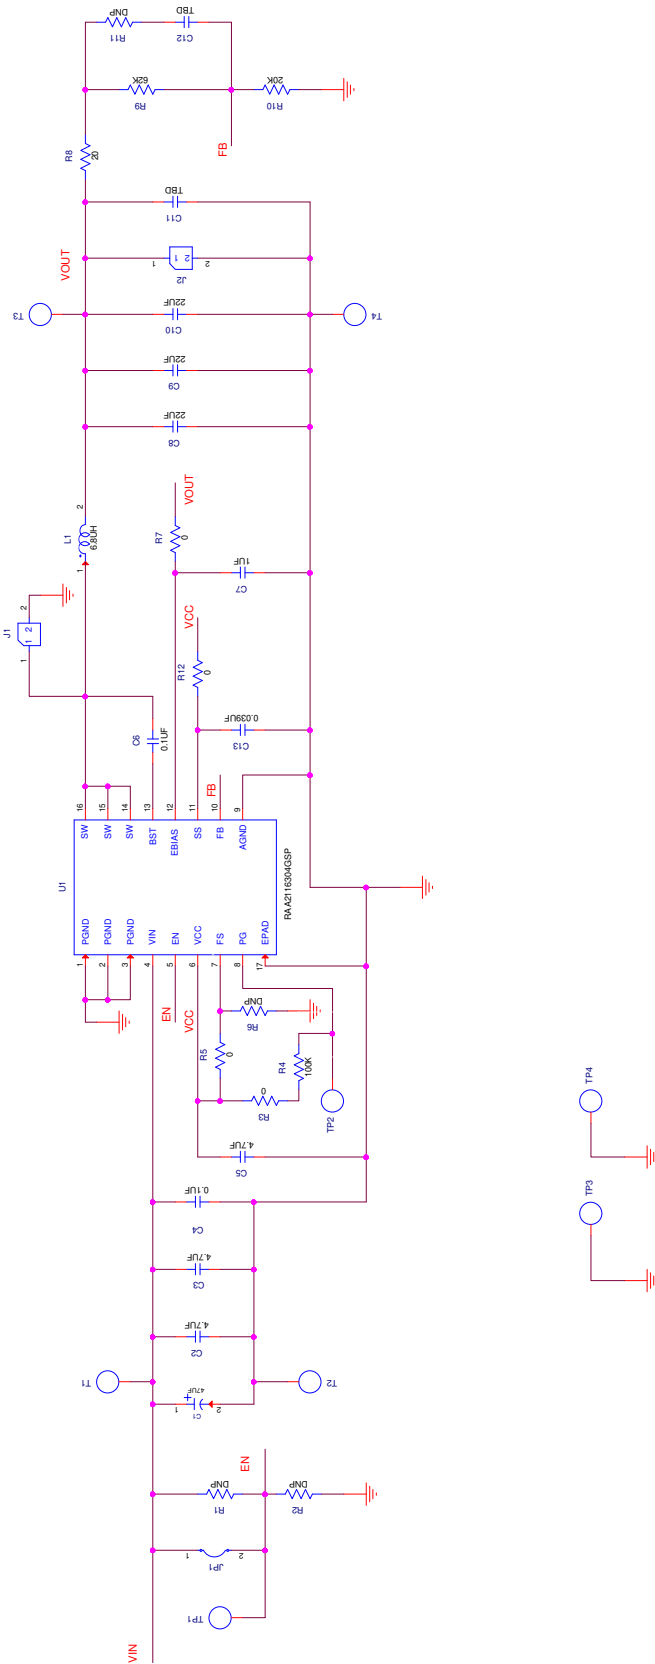 DNP
R11
TBD
C12
62K
R9
20K
R10
FB
R8
20
TBD
C11
VOUT
1
1 2
2
J2
T3
22UF
C10
T4
22UF
C9
22UF
C8
2
L1
6.8UH
1
VOUT
R7
0
1UF
C7
2
J1
1 2
1
VCC
R12
0
C6
0.1UF
0.039UF
C13
FB
16
15
14
13
12
11
10
9
SW
SW
SW
BST
EBIAS
SS
FB
AGND
U1
RAA2116304GSP
PGND
PGND
PGND
VIN
EN
VCC
FS
PG
EPAD
1
2
3
4
5
6
7
8
17
EN
VCC
DNP
R6
R5
0
R4
100K
0
R3
TP2
4.7UF
C5
TP4
0.1UF
C4
TP3
4.7UF
C3
4.7UF
C2
T1
T2
47UF
+
1
2
C1
EN
DNP
R1
DNP
R2
1
2
JP1
TP1
VIN